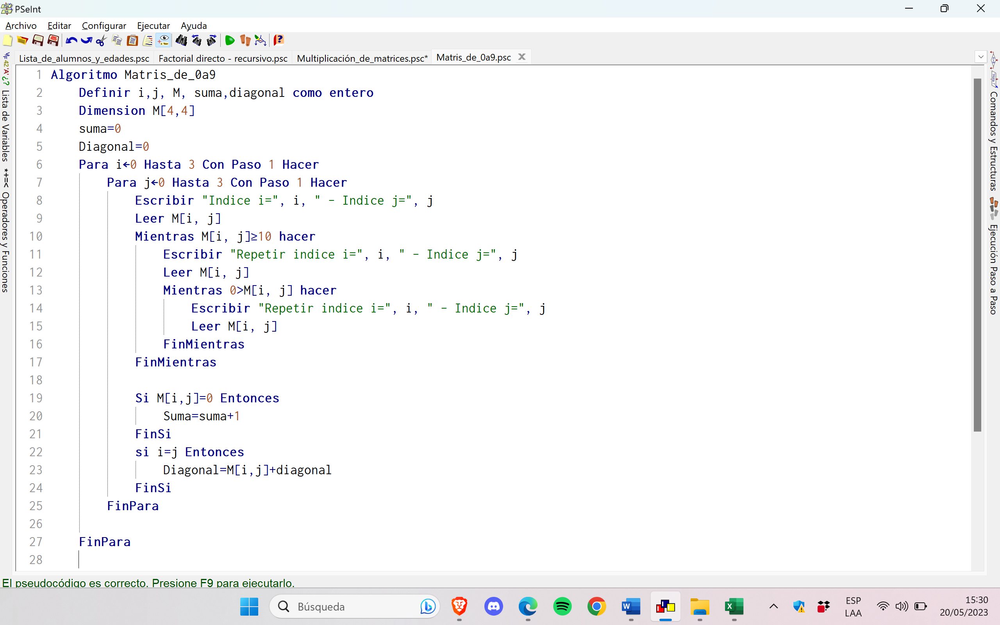 PSeInt
Archivo Editar Configurar Ejecutar Ayuda
Lista_de_alumnos_y_edades.psc Factorial directo - recursivo.psc Multiplicación_de_matrices.psc* Matris_de_0a9.psc
1 Algoritmo Matris_de_0a9
2 Definir i,j, M, suma,diagonal como entero
3 Dimension M[4,4]
4 suma=0
5 Diagonal=0
6 Para i←0 Hasta 3 Con Paso 1 Hacer
7 Para j←0 Hasta 3 Con Paso 1 Hacer
8 Escribir "Indice i=", i, " - Indice j=", j
9 Leer M[i, j]
10 Mientras M[i, j]≥10 hacer
11 Escribir "Repetir indice i=", i, " - Indice j=", j
12 Leer M[i, j]
13 Mientras 0>M[i, j] hacer
14 Escribir "Repetir indice i=", i, " - Indice j=", j
15 Leer M[i, j]
16 FinMientras
17 FinMientras
18
19 Si M[i,j]=0 Entonces
20 Suma=suma+1
21 FinSi
22 si i=j Entonces
23 Diagonal=M[i,j]+diagonal
24 FinSi
25 FinPara
26
27 FinPara
28
Lista de Variables
*+=< Operadores y Funciones
Comandos y Estructuras
Ejecución Paso a Paso
El pseudocódigo es correcto. Presione F9 para ejecutarlo.
Búsqueda
ESP
LAA
15:30
20/05/2023